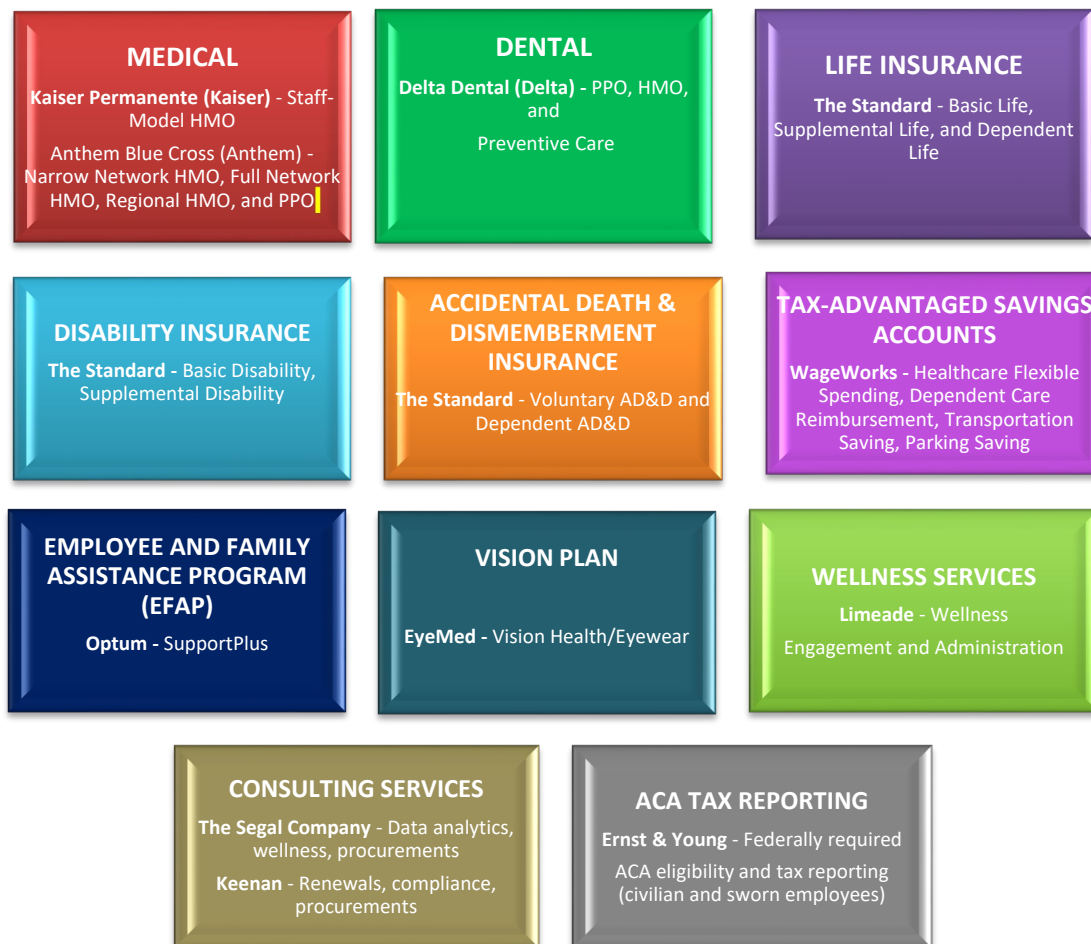 MEDICAL
Kaiser Permanente (Kaiser) - Staff-
Model HMO
Anthem Blue Cross (Anthem) -
Narrow Network HMO, Full Network
HMO, Regional HMO, and PPO
DENTAL
Delta Dental (Delta) - PPO, HMO,
and
Preventive Care
LIFE INSURANCE
The Standard - Basic Life,
Supplemental Life, and Dependent
Life
DISABILITY INSURANCE
The Standard - Basic Disability,
Supplemental Disability
ACCIDENTAL DEATH &
DISMEMBERMENT
INSURANCE
The Standard - Voluntary AD&D and
Dependent AD&D
TAX-ADVANTAGED SAVINGS
ACCOUNTS
WageWorks - Healthcare Flexible
Spending, Dependent Care
Reimbursement, Transportation
Saving, Parking Saving
EMPLOYEE AND FAMILY
ASSISTANCE PROGRAM
(EFAP)
Optum - SupportPlus
VISION PLAN
EyeMed - Vision Health/Eyewear
WELLNESS SERVICES
Limeade - Wellness
Engagement and Administration
CONSULTING SERVICES
The Segal Company - Data analytics,
wellness, procurements
Keenan - Renewals, compliance,
procurements
ACA TAX REPORTING
Ernst & Young - Federally required
ACA eligibility and tax reporting
(civilian and sworn employees)